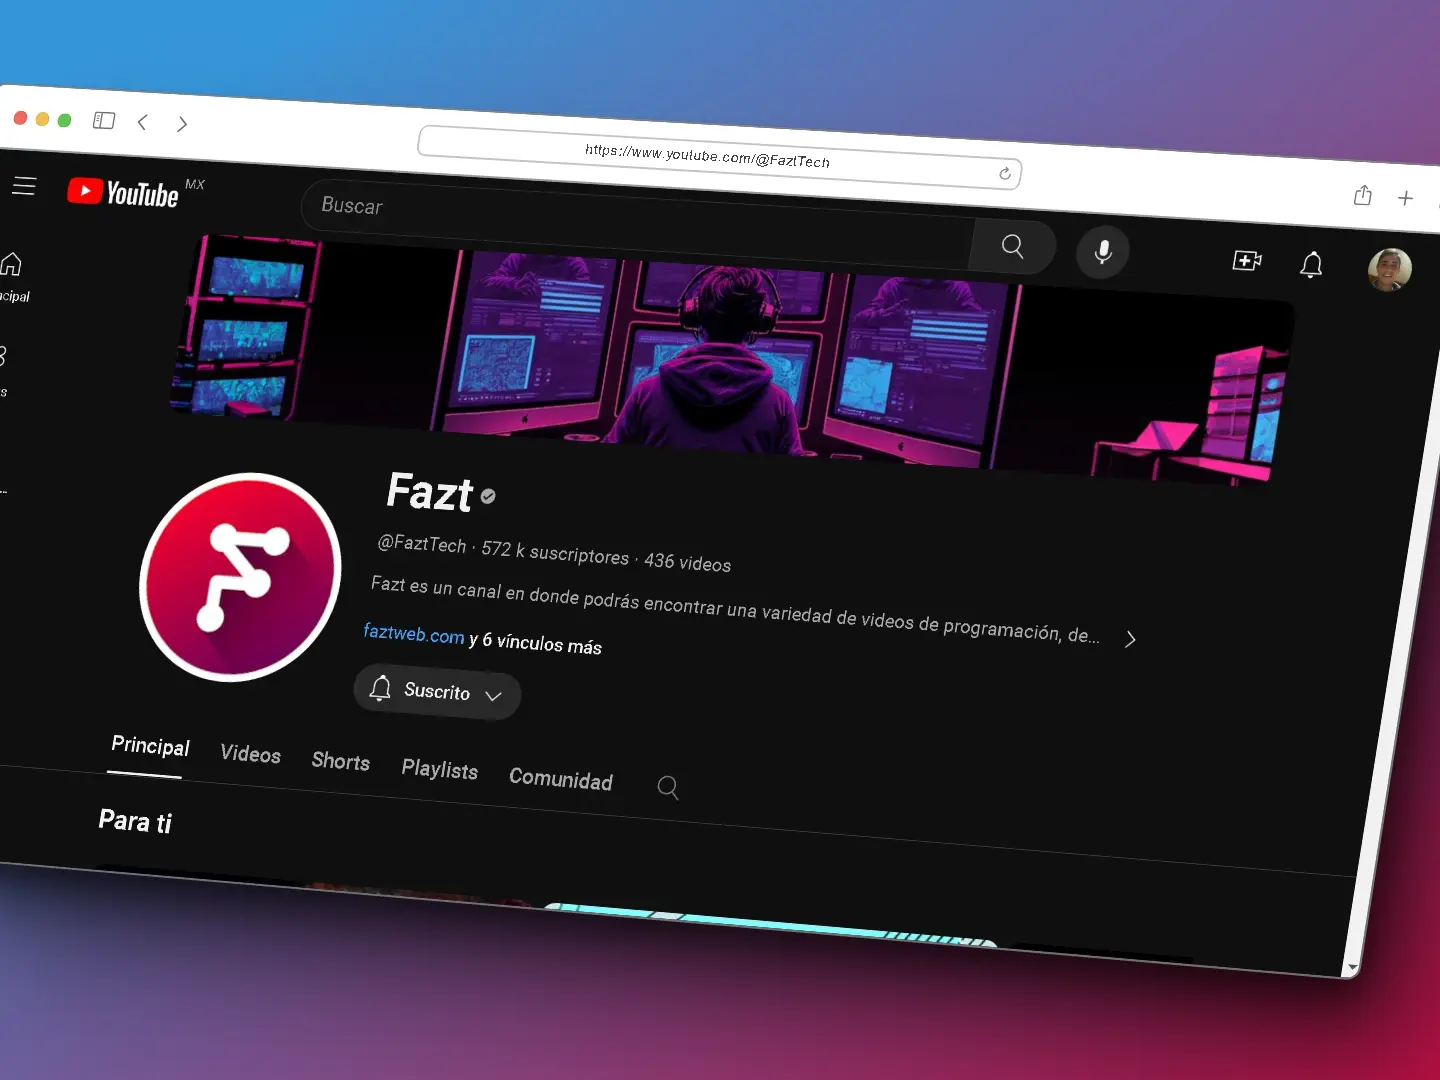 https://www.youtube.com/@FaztTech
YouTube MX
Buscar
cipal
s
Fazt
@FaztTech · 572 k suscriptores · 436 videos
Fazt es un canal en donde podrás encontrar una variedad de videos de programación, de...
faztweb.com y 6 vínculos más
Suscrito
Principal Videos Shorts Playlists Comunidad
Para ti